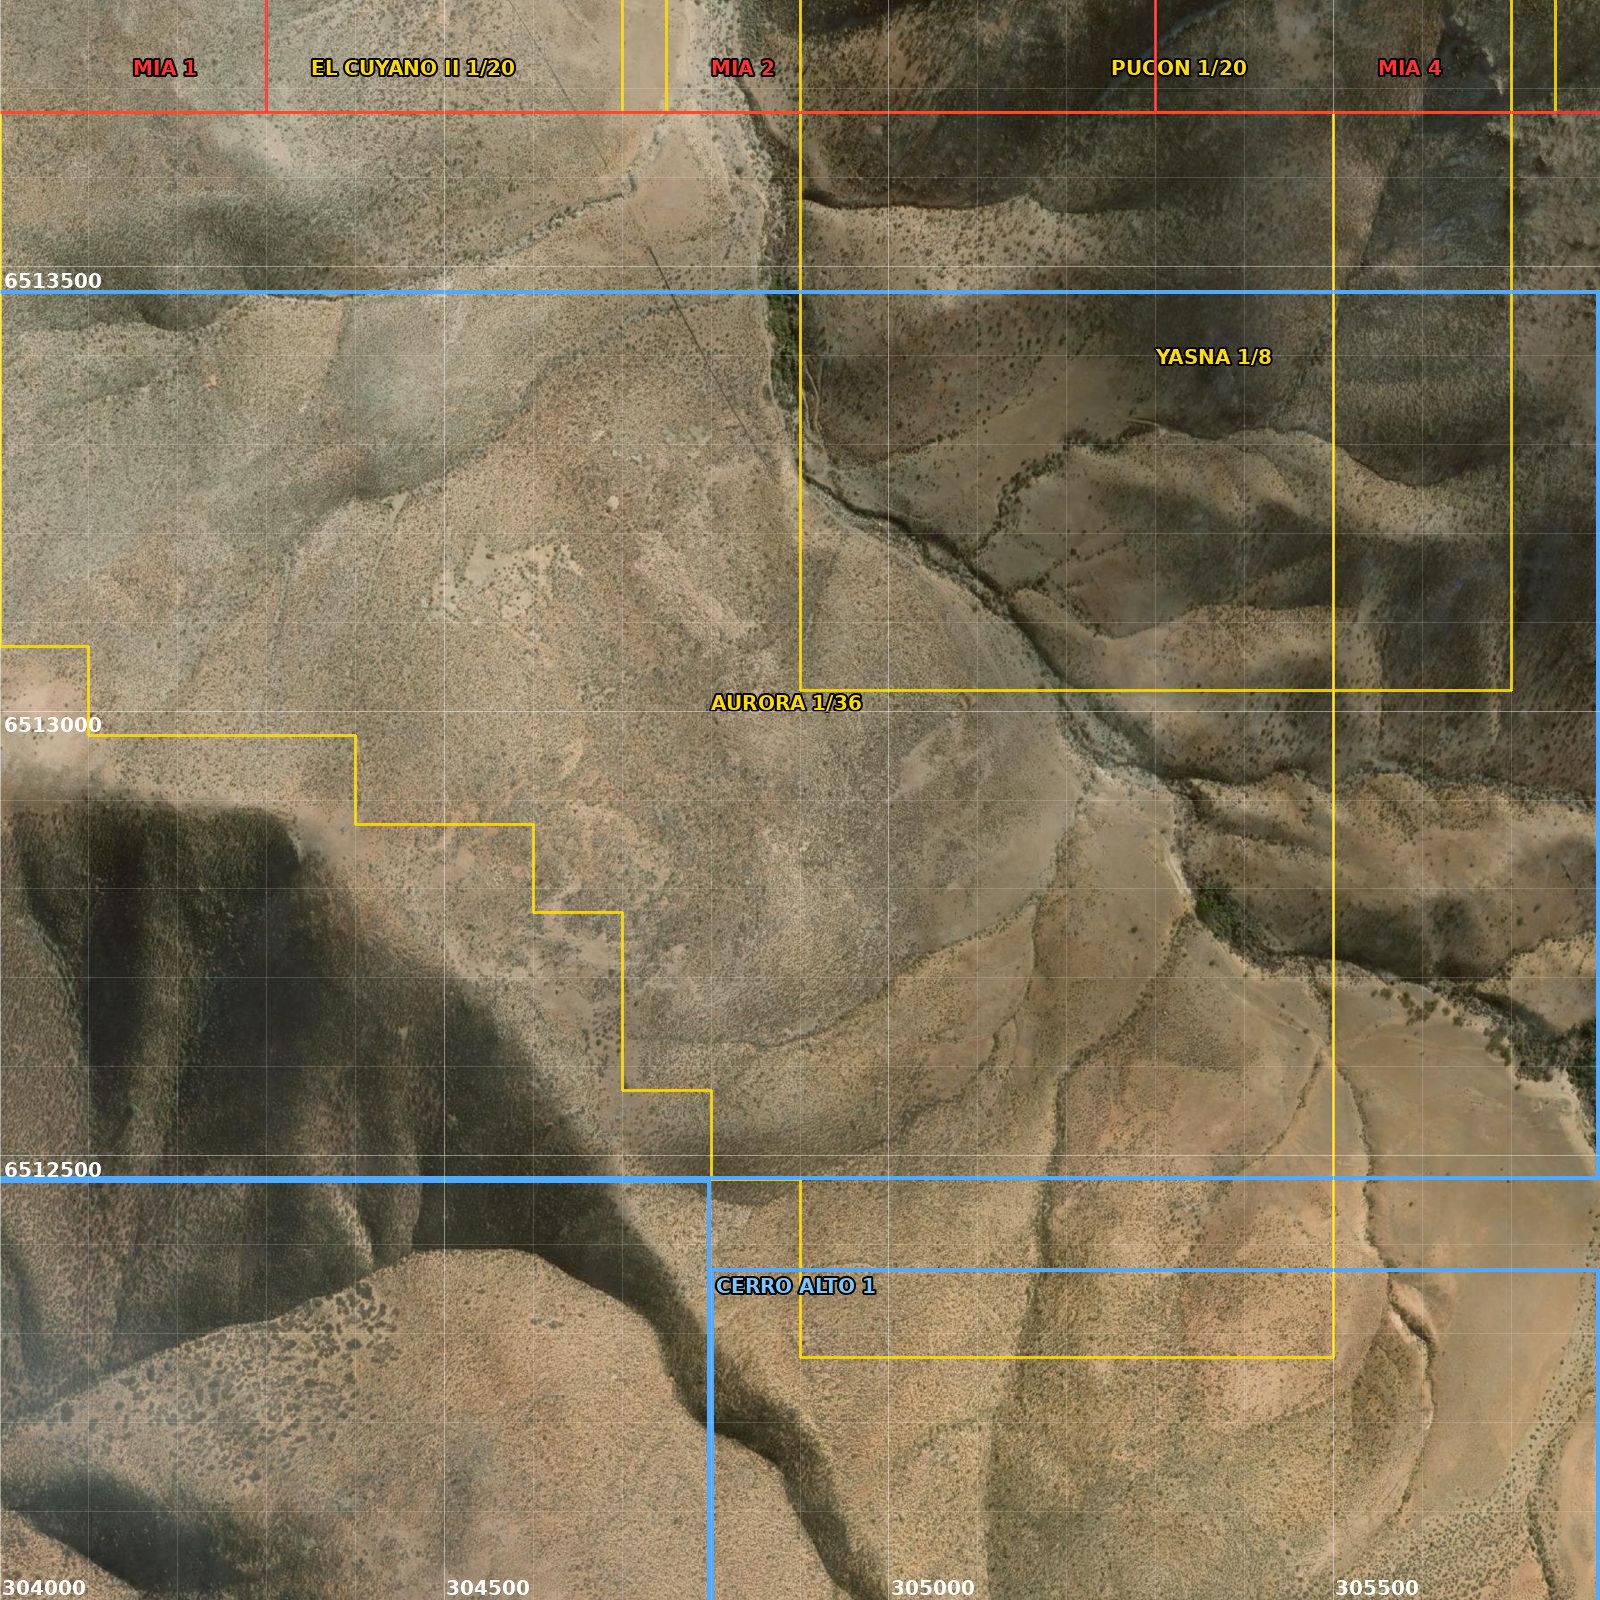 MIA 1
EL CUYANO II 1/20
MIA 2
PUCON 1/20
MIA 4
6513500
YASNA 1/8
AURORA 1/36
6513000
6512500
CERRO ALTO 1
304000
304500
305000
305500